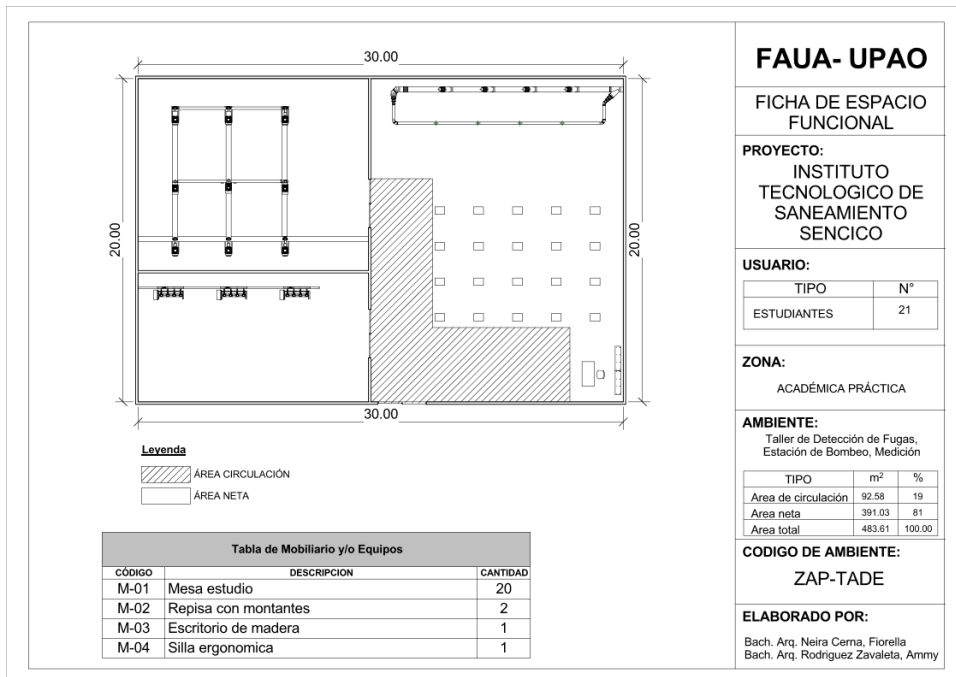 FAUA- UPAO
FICHA DE ESPACIO
FUNCIONAL
PROYECTO:
INSTITUTO
TECNOLOGICO DE
SANEAMIENTO
SENCICO
USUARIO:
TIPO N°
ESTUDIANTES 21
ZONA:
ACADÉMICA PRÁCTICA
AMBIENTE:
Taller de Detección de Fugas,
Estación de Bombeo, Medición
TIPO m² %
Area de circulación 92.58 19
Area neta 391.03 81
Area total 483.61 100.00
CODIGO DE AMBIENTE:
ZAP-TADE
ELABORADO POR:
Bach. Arq. Neira Cerna, Fiorella
Bach. Arq. Rodriguez Zavaleta, Ammy
30.00
20.00
20.00
30.00
Leyenda
ÁREA CIRCULACIÓN
ÁREA NETA
Tabla de Mobiliario y/o Equipos
CÓDIGO DESCRIPCION CANTIDAD
M-01 Mesa estudio 20
M-02 Repisa con montantes 2
M-03 Escritorio de madera 1
M-04 Silla ergonomica 1